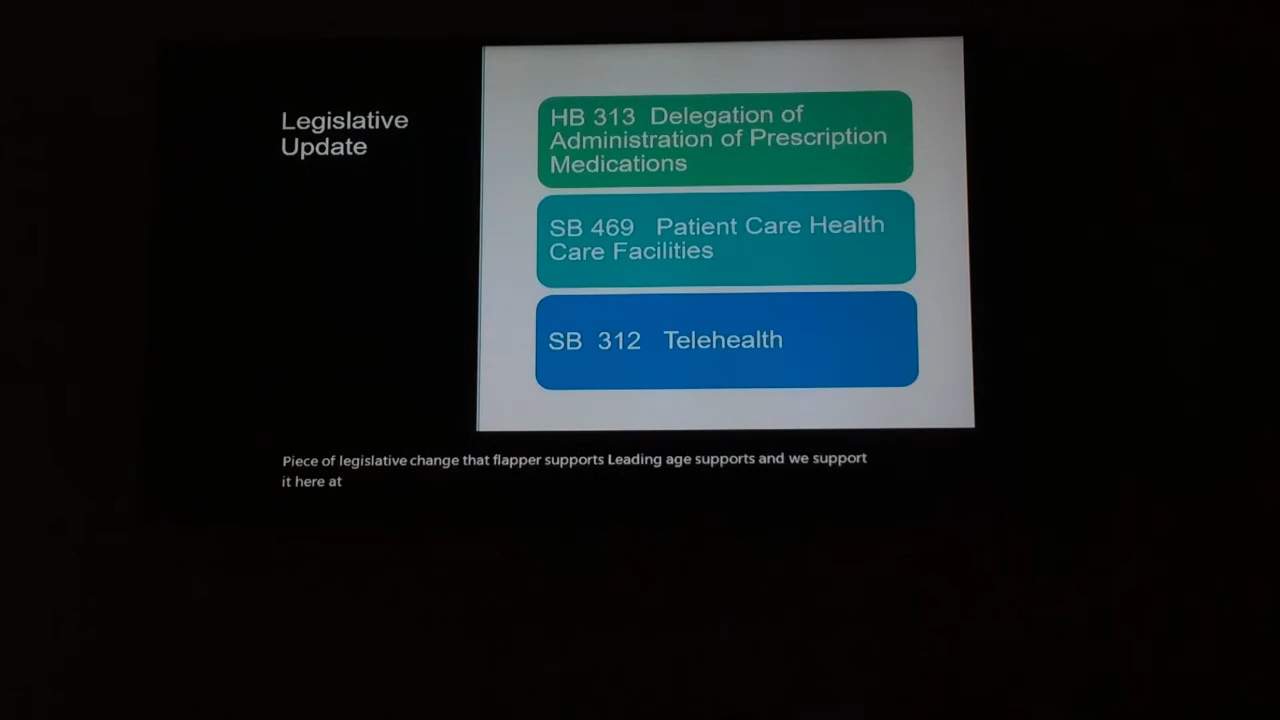 Legislative
Update
HB 313 Delegation of
Administration of Prescription
Medications
SB 469 Patient Care Health
Care Facilities
SB 312 Telehealth
Piece of legislative change that flapper supports Leading age supports and we support
it here at